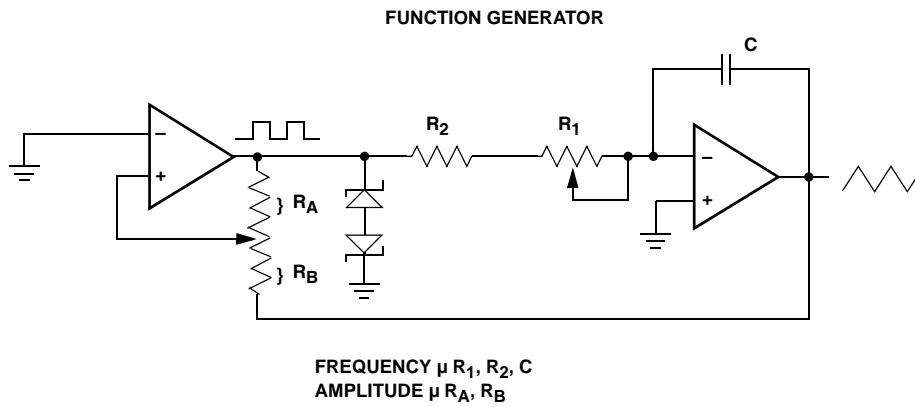 FUNCTION GENERATOR
C
R2
R1
−
+
RA
RB
−
+
}
}
FREQUENCY µ R1, R2, C
AMPLITUDE µ RA, RB